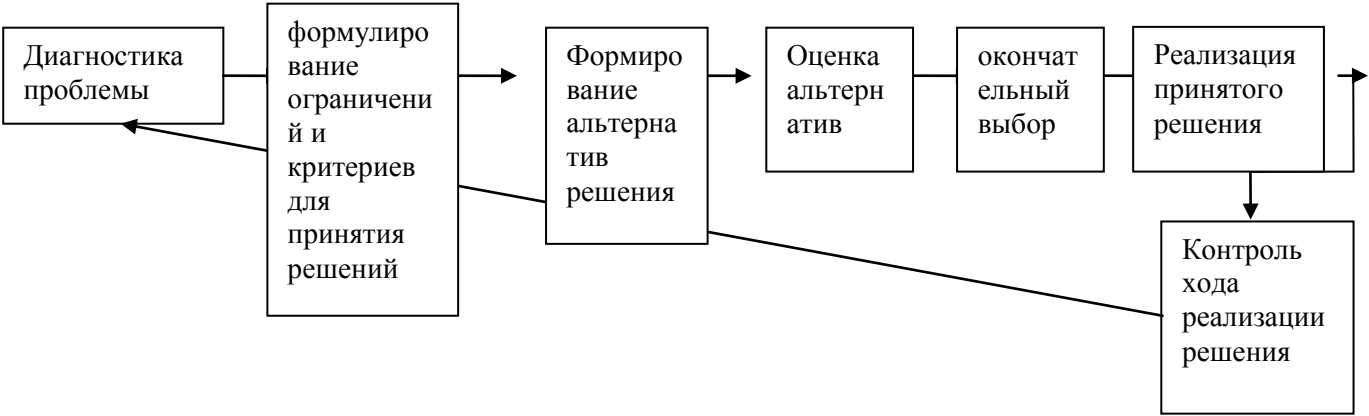 Диагностика
проблемы
формулиро
вание
ограничени
й и
критериев
для
принятия
решений
Формиро
вание
альтерна
тив
решения
Оценка
альтерн
атив
окончат
ельный
выбор
Реализация
принятого
решения
Контроль
хода
реализации
решения